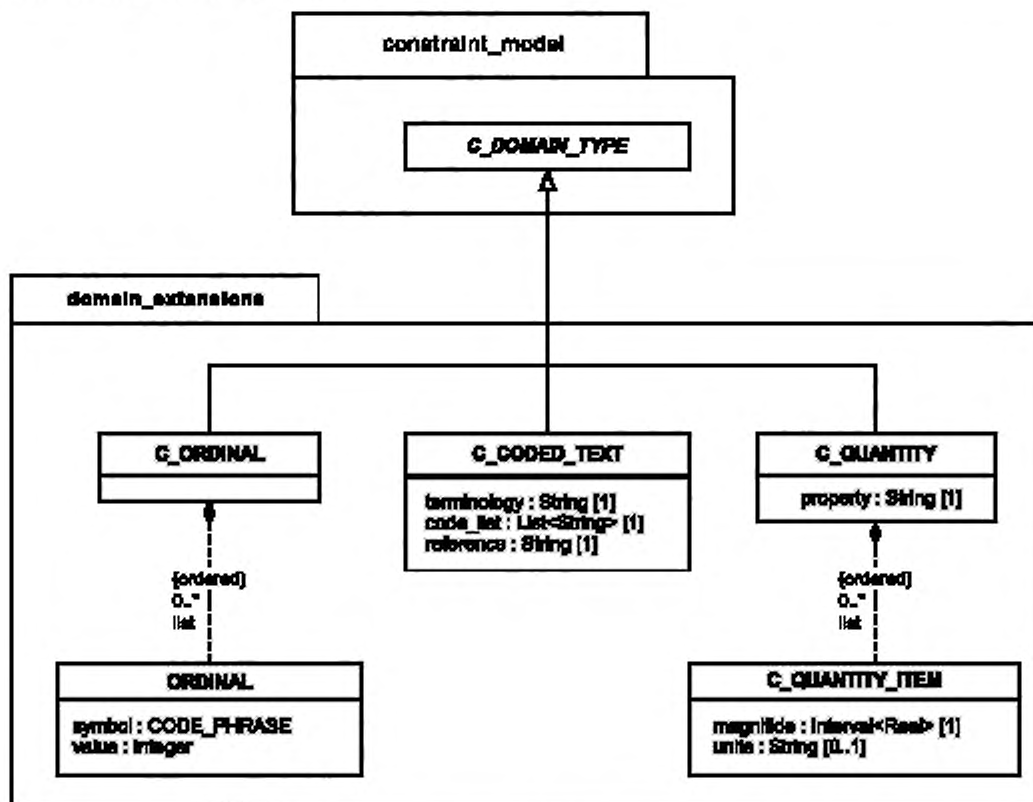 constraint_model
C_DOMAIN_TYPE
domain_extensions
C_ORDINAL
C_CODED_TEXT
terminology : String [1]
code_list : List<String> [1]
reference : String [1]
C_QUANTITY
property : String [1]
{ordered}
0..*
list
{ordered}
0..*
list
ORDINAL
symbol : CODE_PHRASE
value : Integer
C_QUANTITY_ITEM
magnitide : Interval<Real> [1]
units : String [0..1]